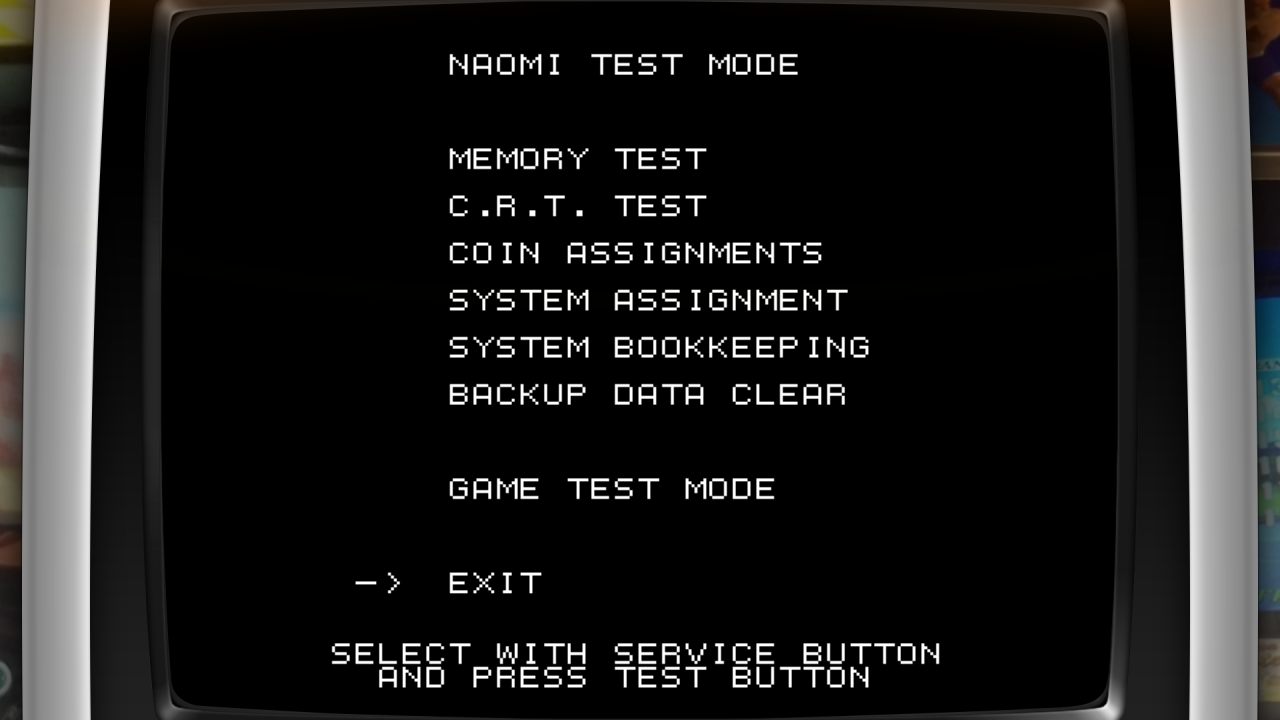 NAOMI TEST MODE
MEMORY TEST
C.R.T. TEST
COIN ASSIGNMENTS
SYSTEM ASSIGNMENT
SYSTEM BOOKKEEPING
BACKUP DATA CLEAR
GAME TEST MODE
-> EXIT
SELECT WITH SERVICE BUTTON
AND PRESS TEST BUTTON